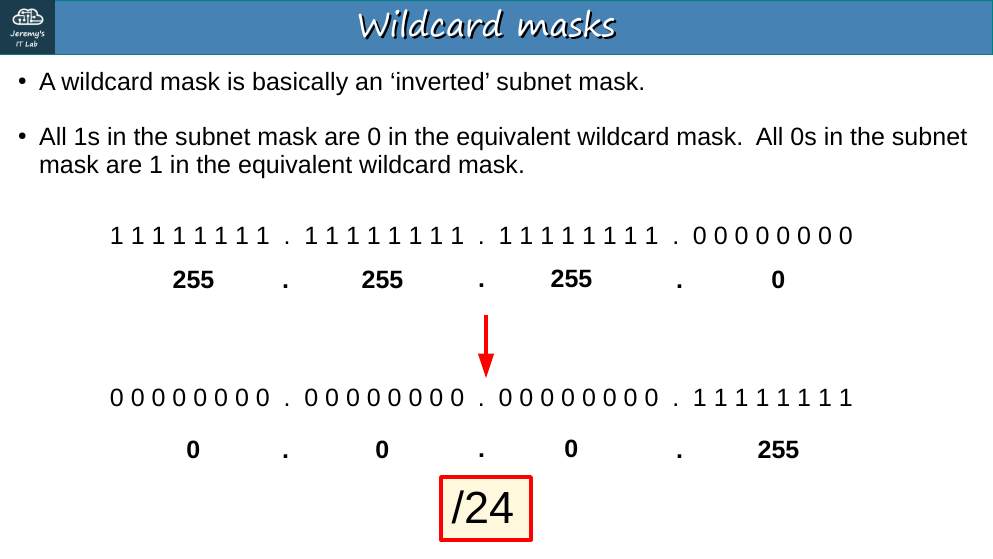 Jeremy's
IT Lab
Wildcard masks
• A wildcard mask is basically an ‘inverted’ subnet mask.
• All 1s in the subnet mask are 0 in the equivalent wildcard mask.  All 0s in the subnet
mask are 1 in the equivalent wildcard mask.
1 1 1 1 1 1 1 1 . 1 1 1 1 1 1 1 1 . 1 1 1 1 1 1 1 1 . 0 0 0 0 0 0 0 0
255 . 255 . 255 . 0
0 0 0 0 0 0 0 0 . 0 0 0 0 0 0 0 0 . 0 0 0 0 0 0 0 0 . 1 1 1 1 1 1 1 1
0 . 0 . 0 . 255
/24